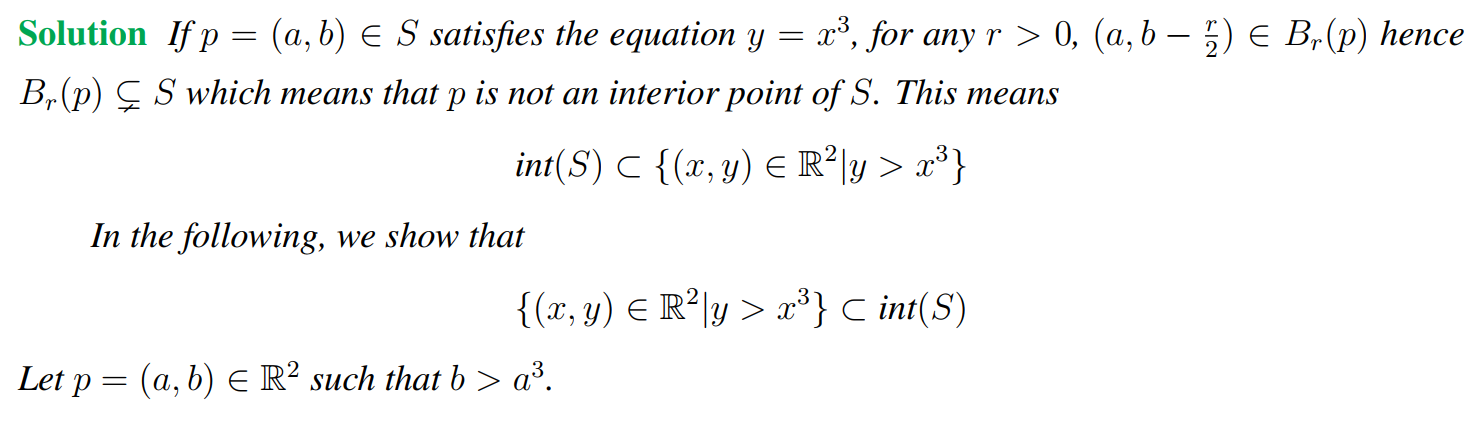 Solution If p = (a, b) ∈ S satisfies the equation y = x³, for any r > 0, (a, b − r/2) ∈ B_r(p) hence
B_r(p) ⊊ S which means that p is not an interior point of S. This means
int(S) ⊂ {(x, y) ∈ ℝ²|y > x³}
In the following, we show that
{(x, y) ∈ ℝ²|y > x³} ⊂ int(S)
Let p = (a, b) ∈ ℝ² such that b > a³.